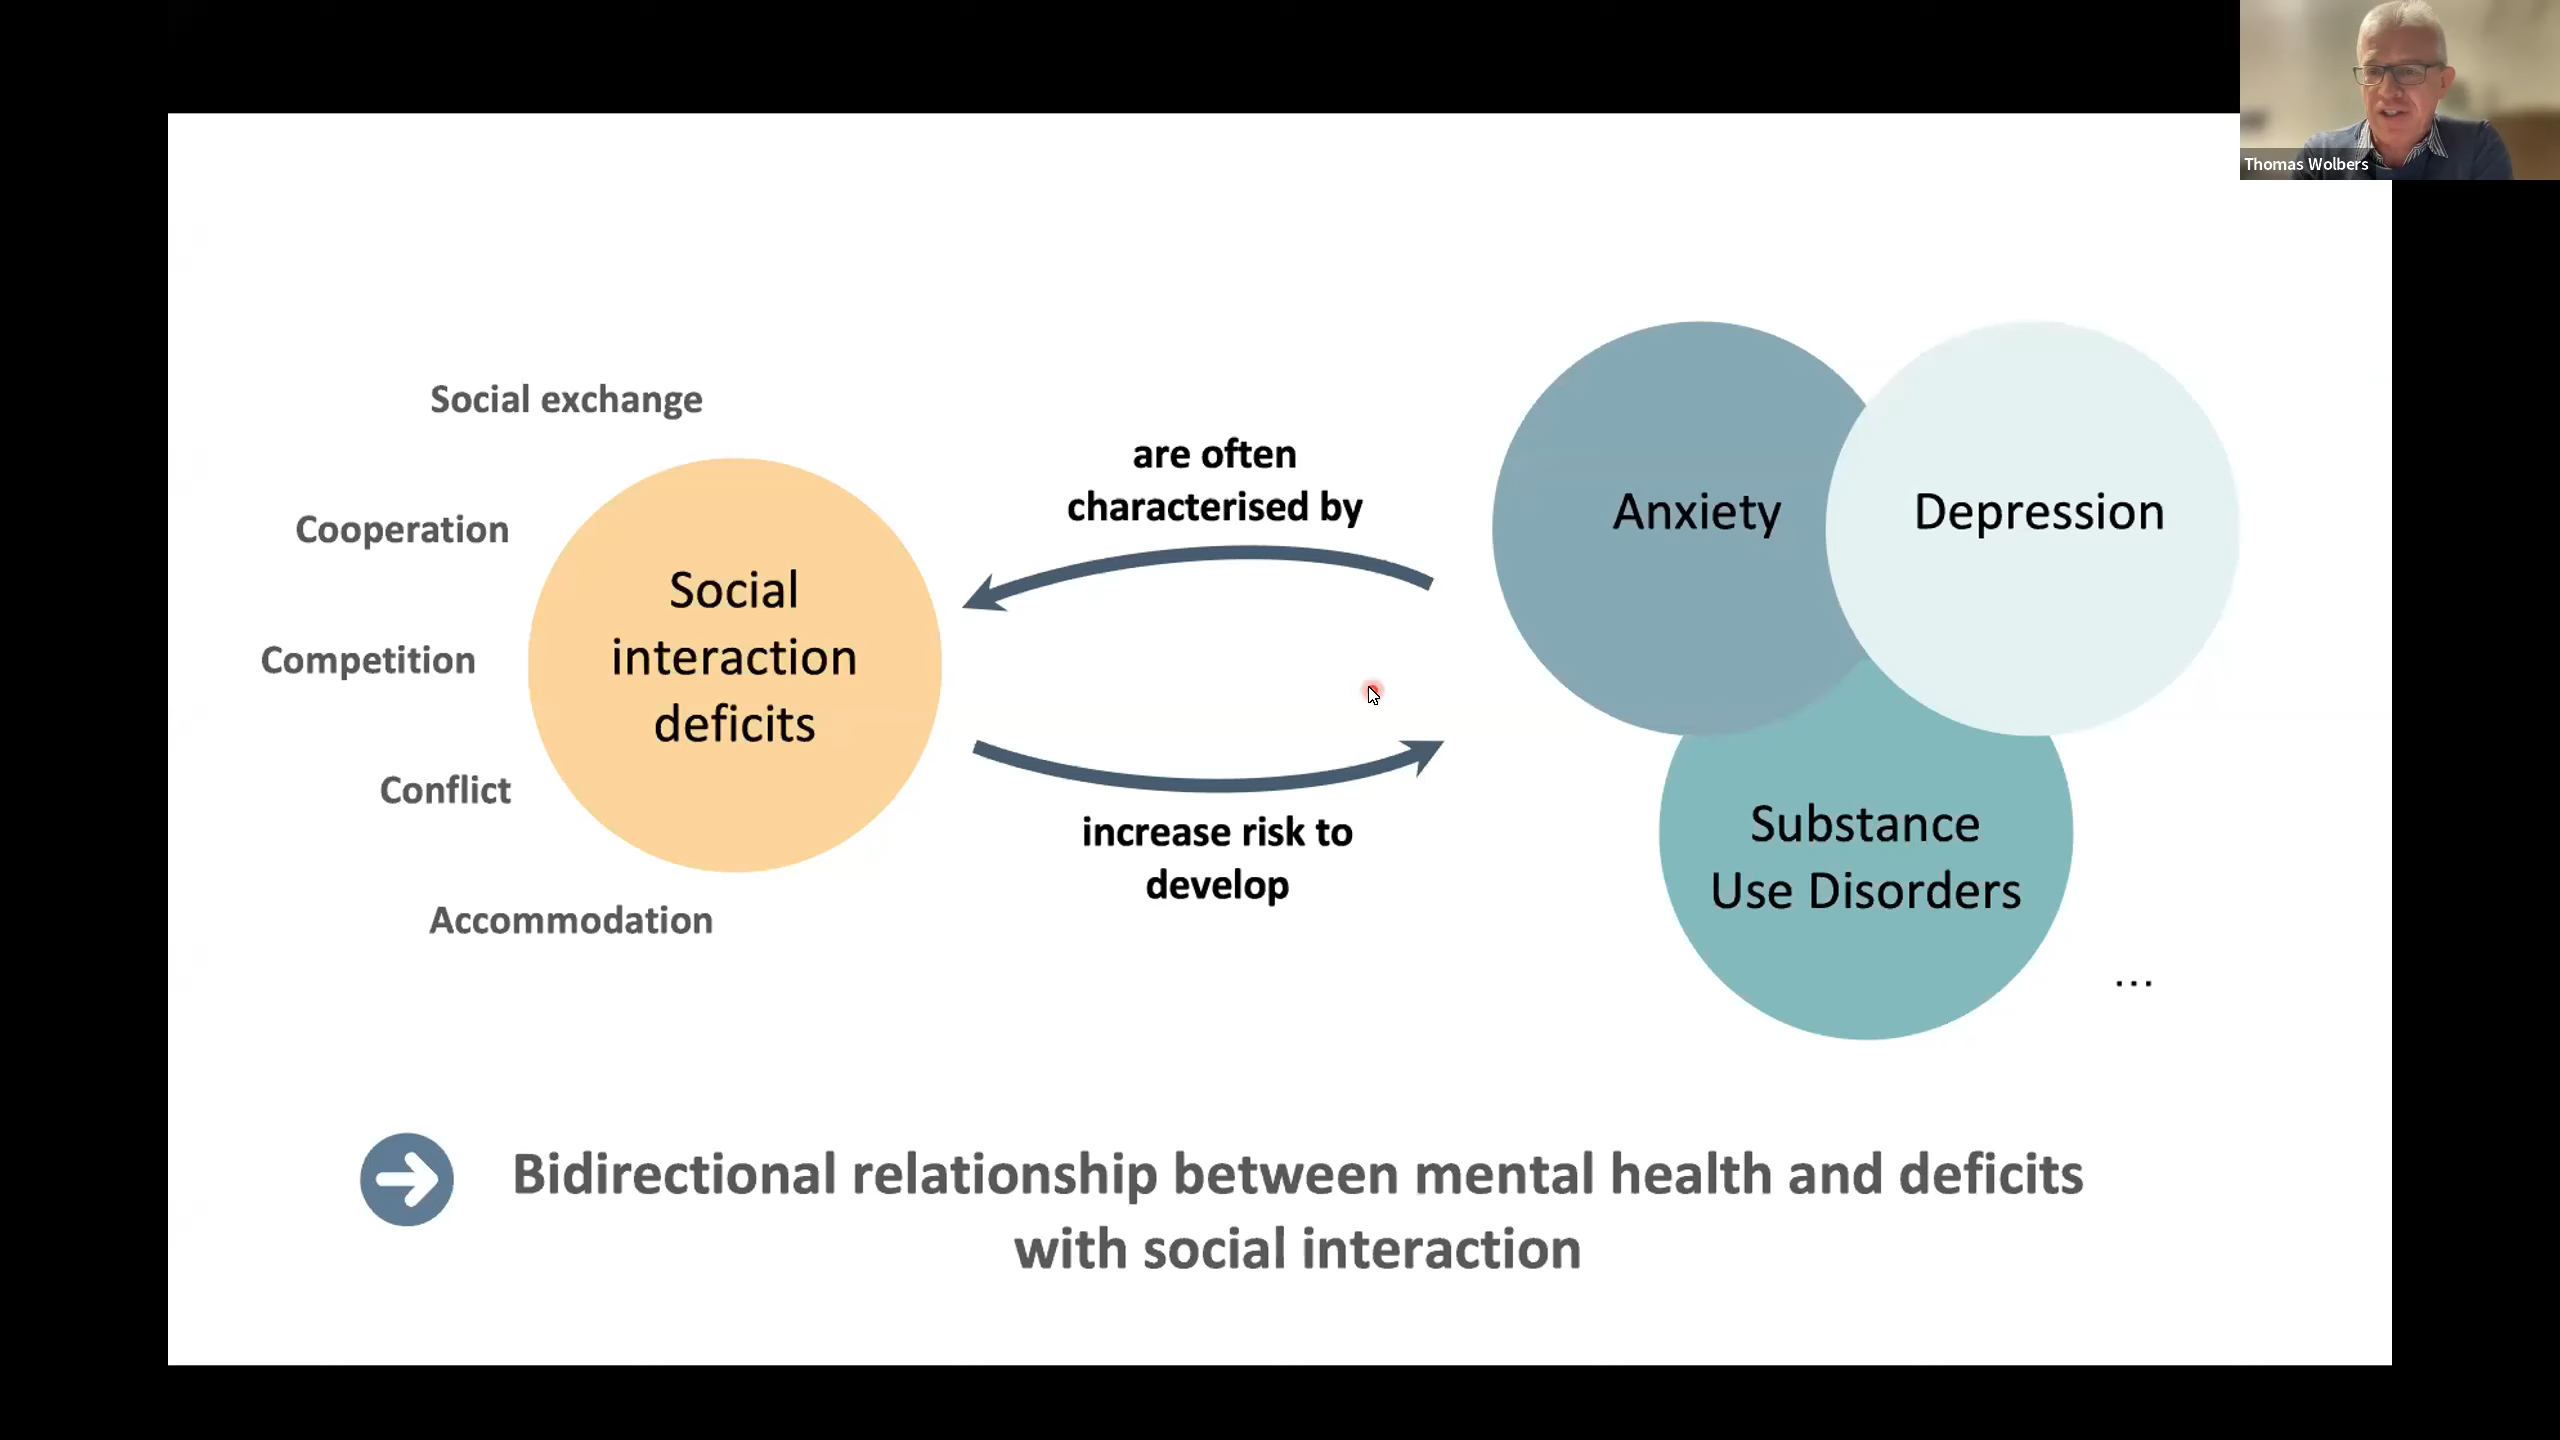 Thomas Wolbers
Social exchange
Cooperation
Competition
Conflict
Accommodation
Social
interaction
deficits
are often
characterised by
increase risk to
develop
Anxiety
Depression
Substance
Use Disorders
...
Bidirectional relationship between mental health and deficits
with social interaction